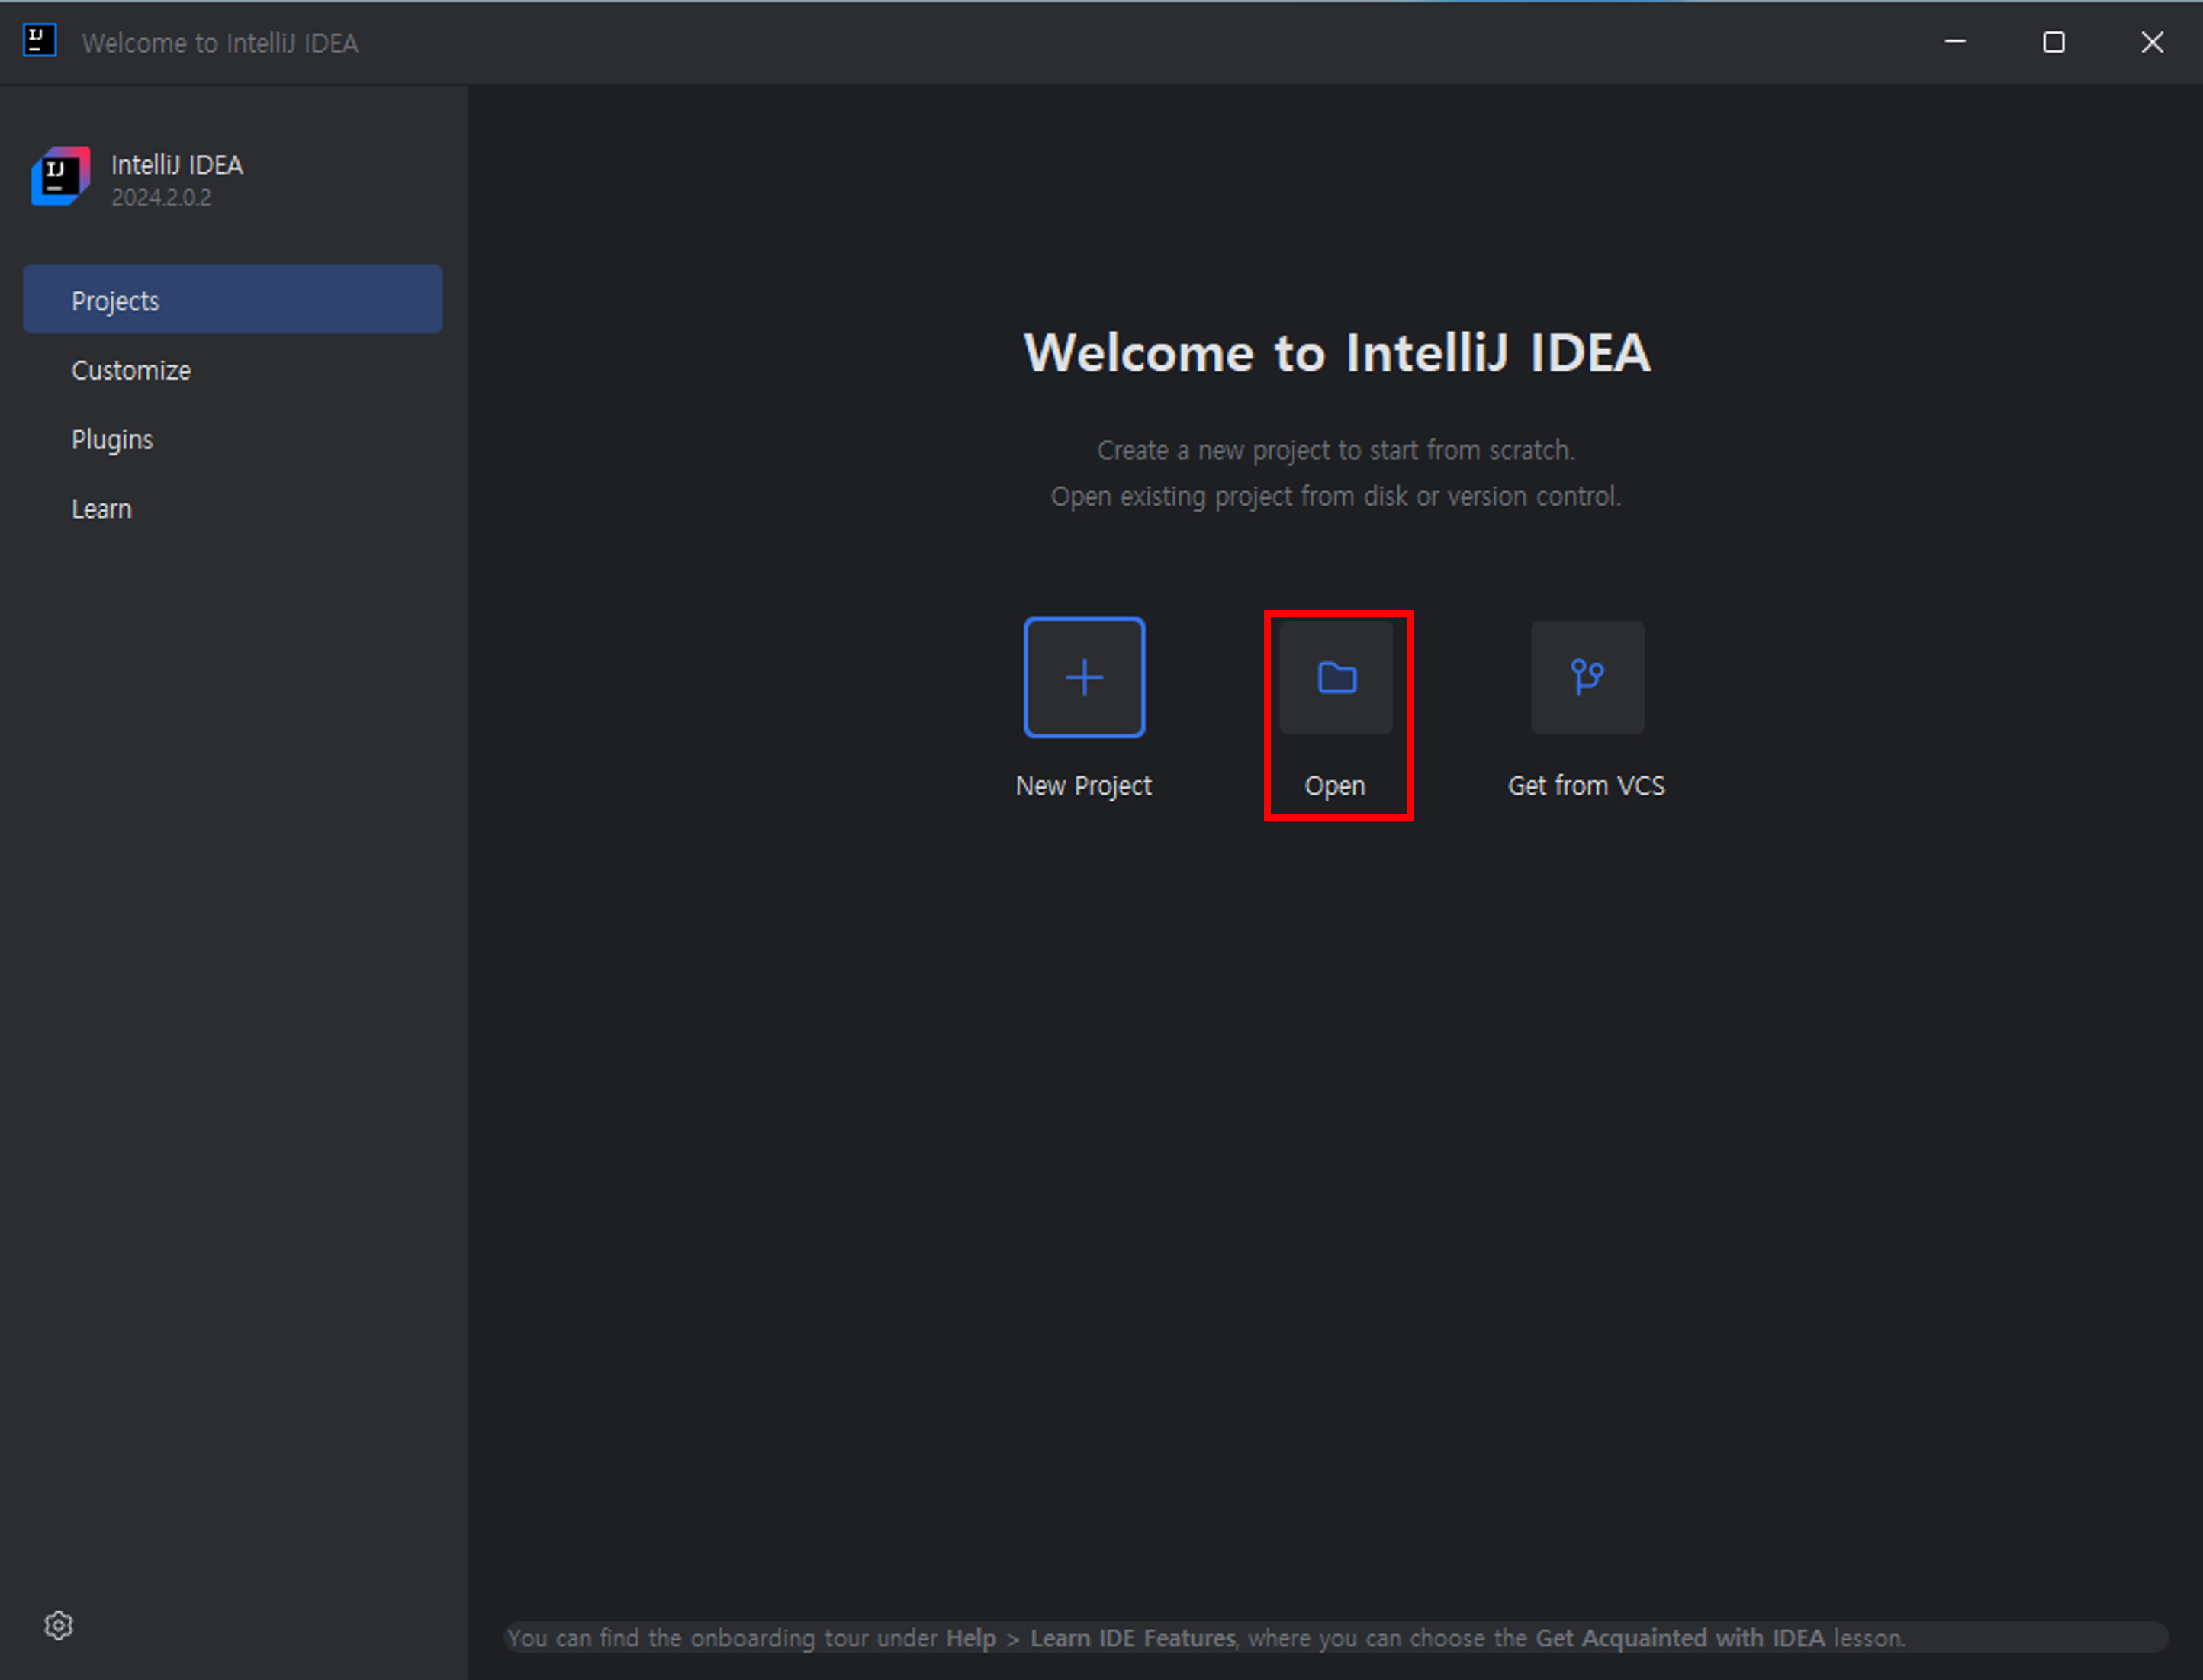 Welcome to IntelliJ IDEA
IntelliJ IDEA
2024.2.0.2
Projects
Customize
Plugins
Learn
Welcome to IntelliJ IDEA
Create a new project to start from scratch.
Open existing project from disk or version control.
New Project
Open
Get from VCS
You can find the onboarding tour under Help > Learn IDE Features, where you can choose the Get Acquainted with IDEA lesson.